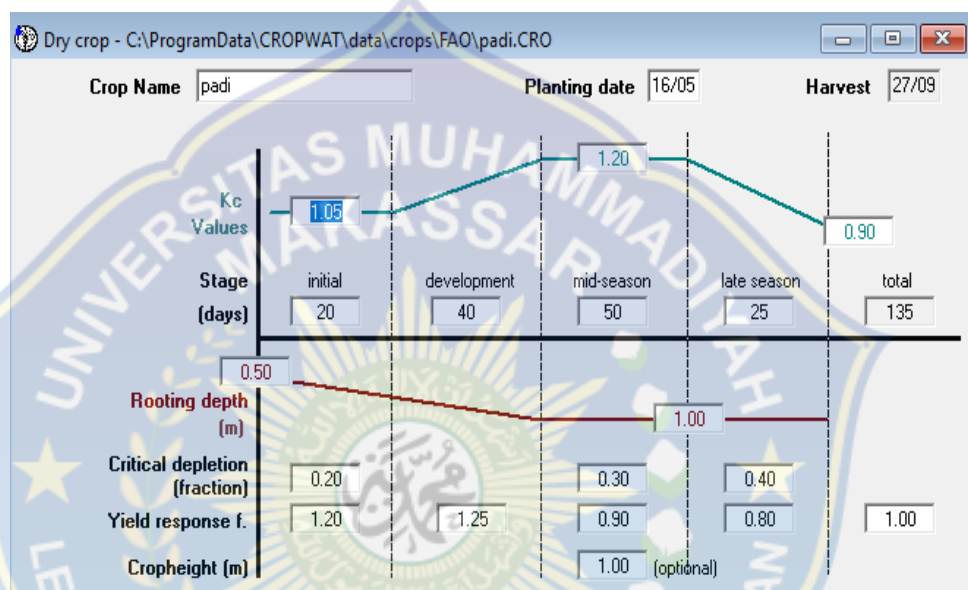 Dry crop - C:\ProgramData\CROPWAT\data\crops\FAO\padi.CRO
Crop Name padi Planting date 16/05 Harvest 27/09
Kc Values 1.05 1.20 0.90
Stage initial development mid-season late season total
(days) 20 40 50 25 135
Rooting depth (m) 0.50 1.00
Critical depletion (fraction) 0.20 0.30 0.40
Yield response f. 1.20 1.25 0.90 0.80 1.00
Cropheight (m) 1.00 (optional)
UNIVERSITAS MUHAMMADIYAH
MAKASSAR